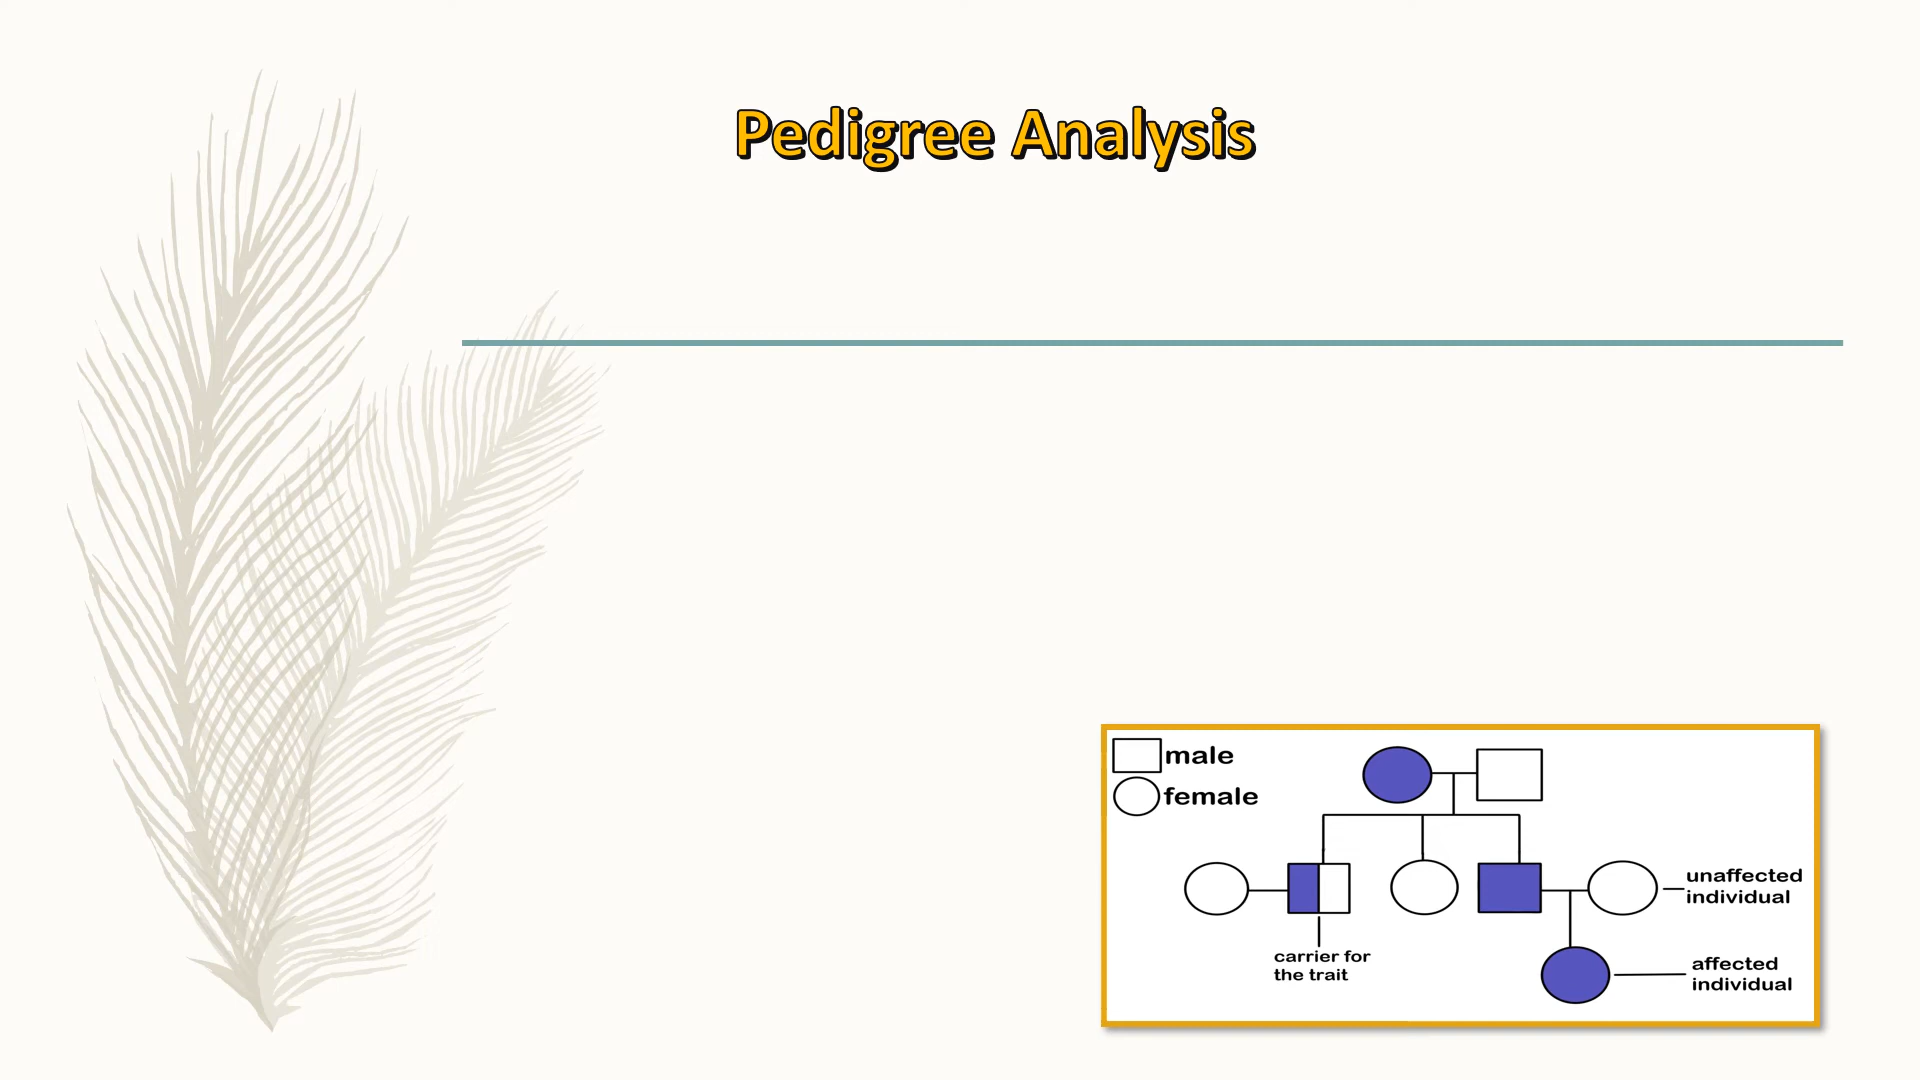 Pedigree Analysis
male
female
unaffected
individual
carrier for
the trait
affected
individual